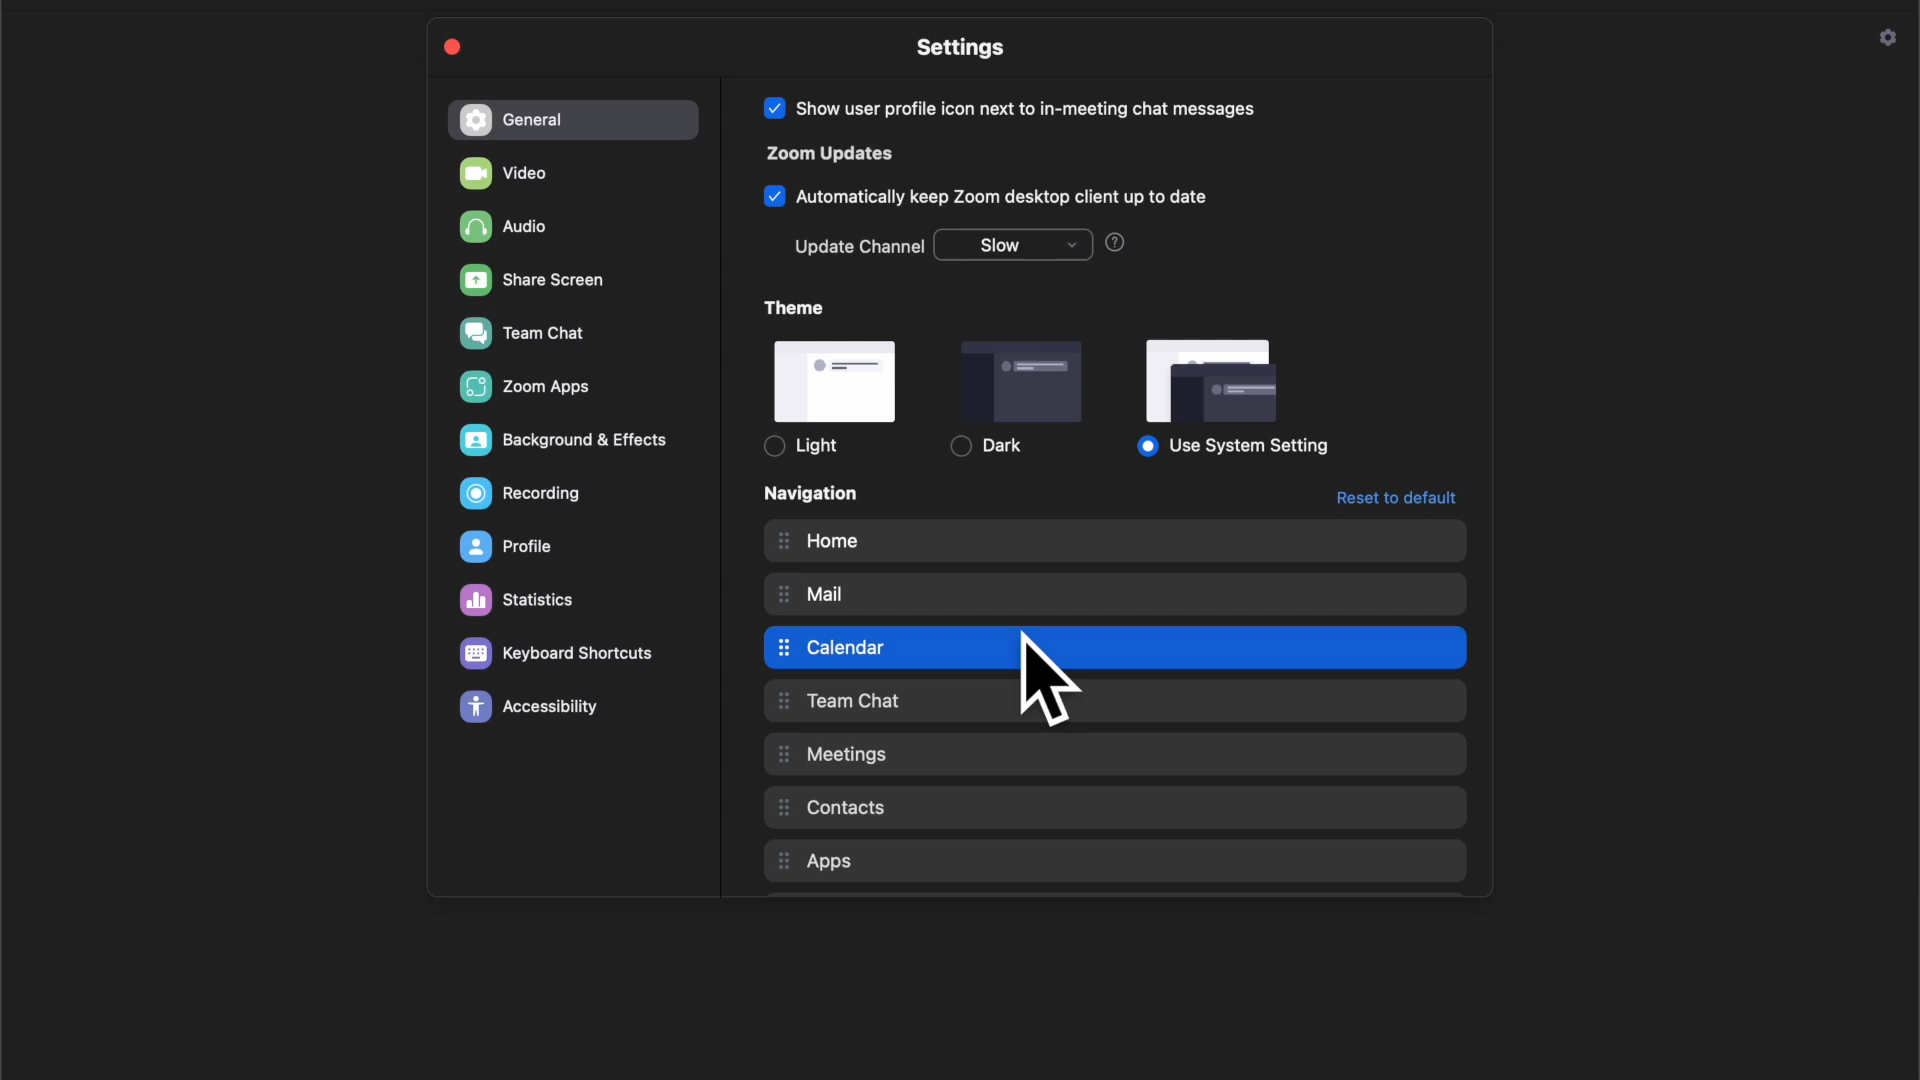 Settings
General
Video
Audio
Share Screen
Team Chat
Zoom Apps
Background & Effects
Recording
Profile
Statistics
Keyboard Shortcuts
Accessibility
Show user profile icon next to in-meeting chat messages
Zoom Updates
Automatically keep Zoom desktop client up to date
Update Channel Slow ?
Theme
Light Dark Use System Setting
Navigation Reset to default
Home
Mail
Calendar
Team Chat
Meetings
Contacts
Apps